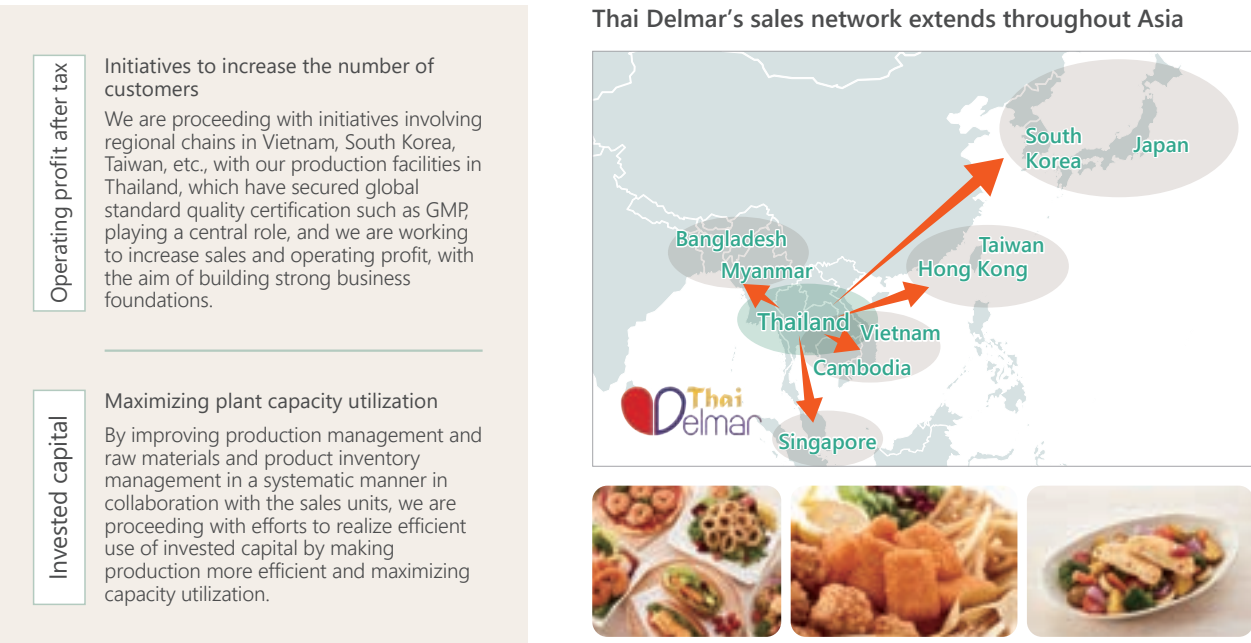 Operating profit after tax
Initiatives to increase the number of
customers
We are proceeding with initiatives involving
regional chains in Vietnam, South Korea,
Taiwan, etc., with our production facilities in
Thailand, which have secured global
standard quality certification such as GMP,
playing a central role, and we are working
to increase sales and operating profit, with
the aim of building strong business
foundations.
Invested capital
Maximizing plant capacity utilization
By improving production management and
raw materials and product inventory
management in a systematic manner in
collaboration with the sales units, we are
proceeding with efforts to realize efficient
use of invested capital by making
production more efficient and maximizing
capacity utilization.
Thai Delmar’s sales network extends throughout Asia
South
Korea
Japan
Bangladesh
Myanmar
Taiwan
Hong Kong
Thailand
Vietnam
Cambodia
Singapore
Thai
Delmar